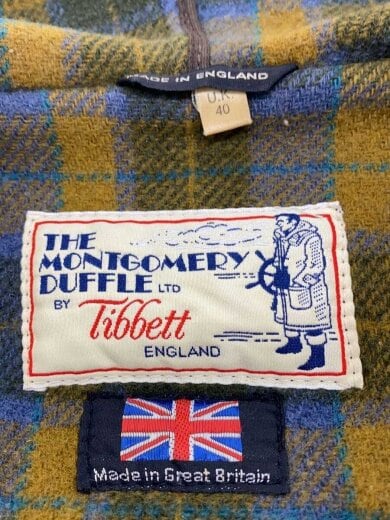 MADE IN ENGLAND
U.K.
40
THE
MONTGOMERY
DUFFLE LTD
BY Tibbett
ENGLAND
Made in Great Britain